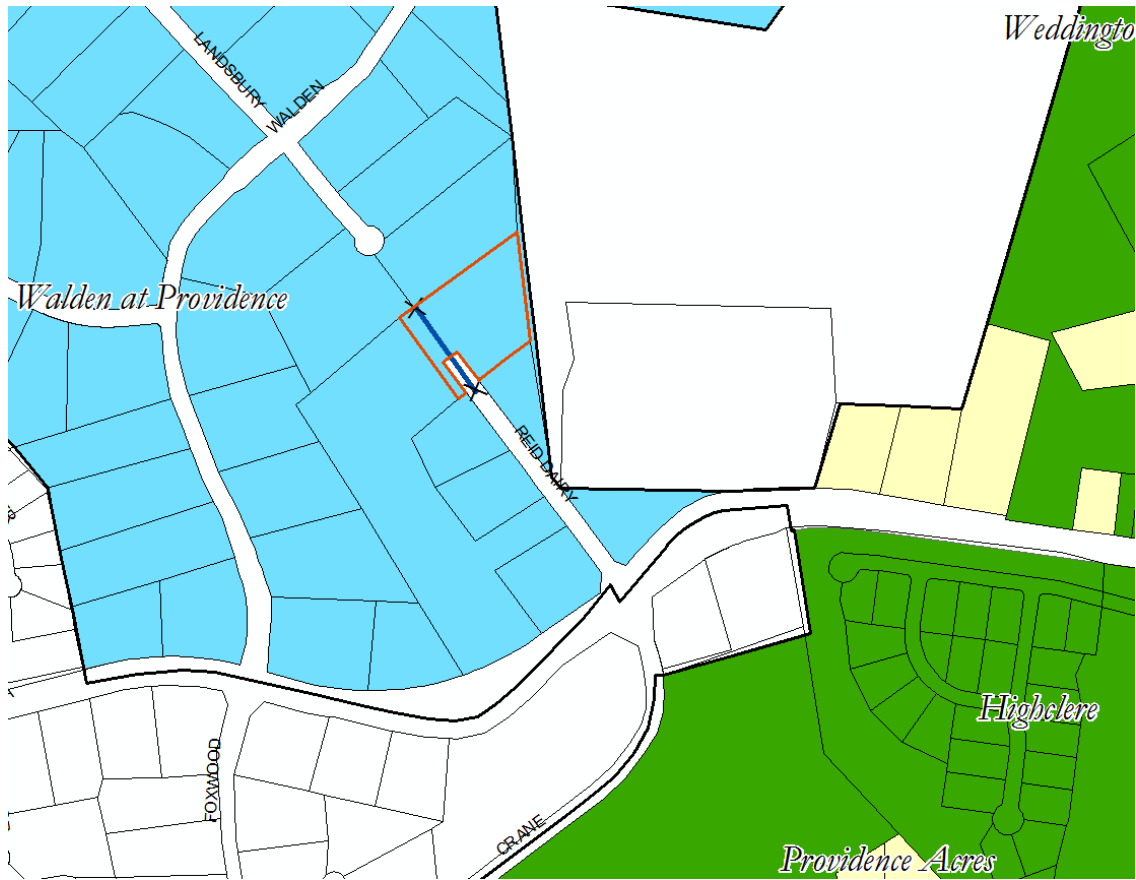 Weddingto
LANDSBURY
WALDEN
Walden at Providence
REID DAIRY
Highclere
FOXWOOD
CRANE
Providence Acres